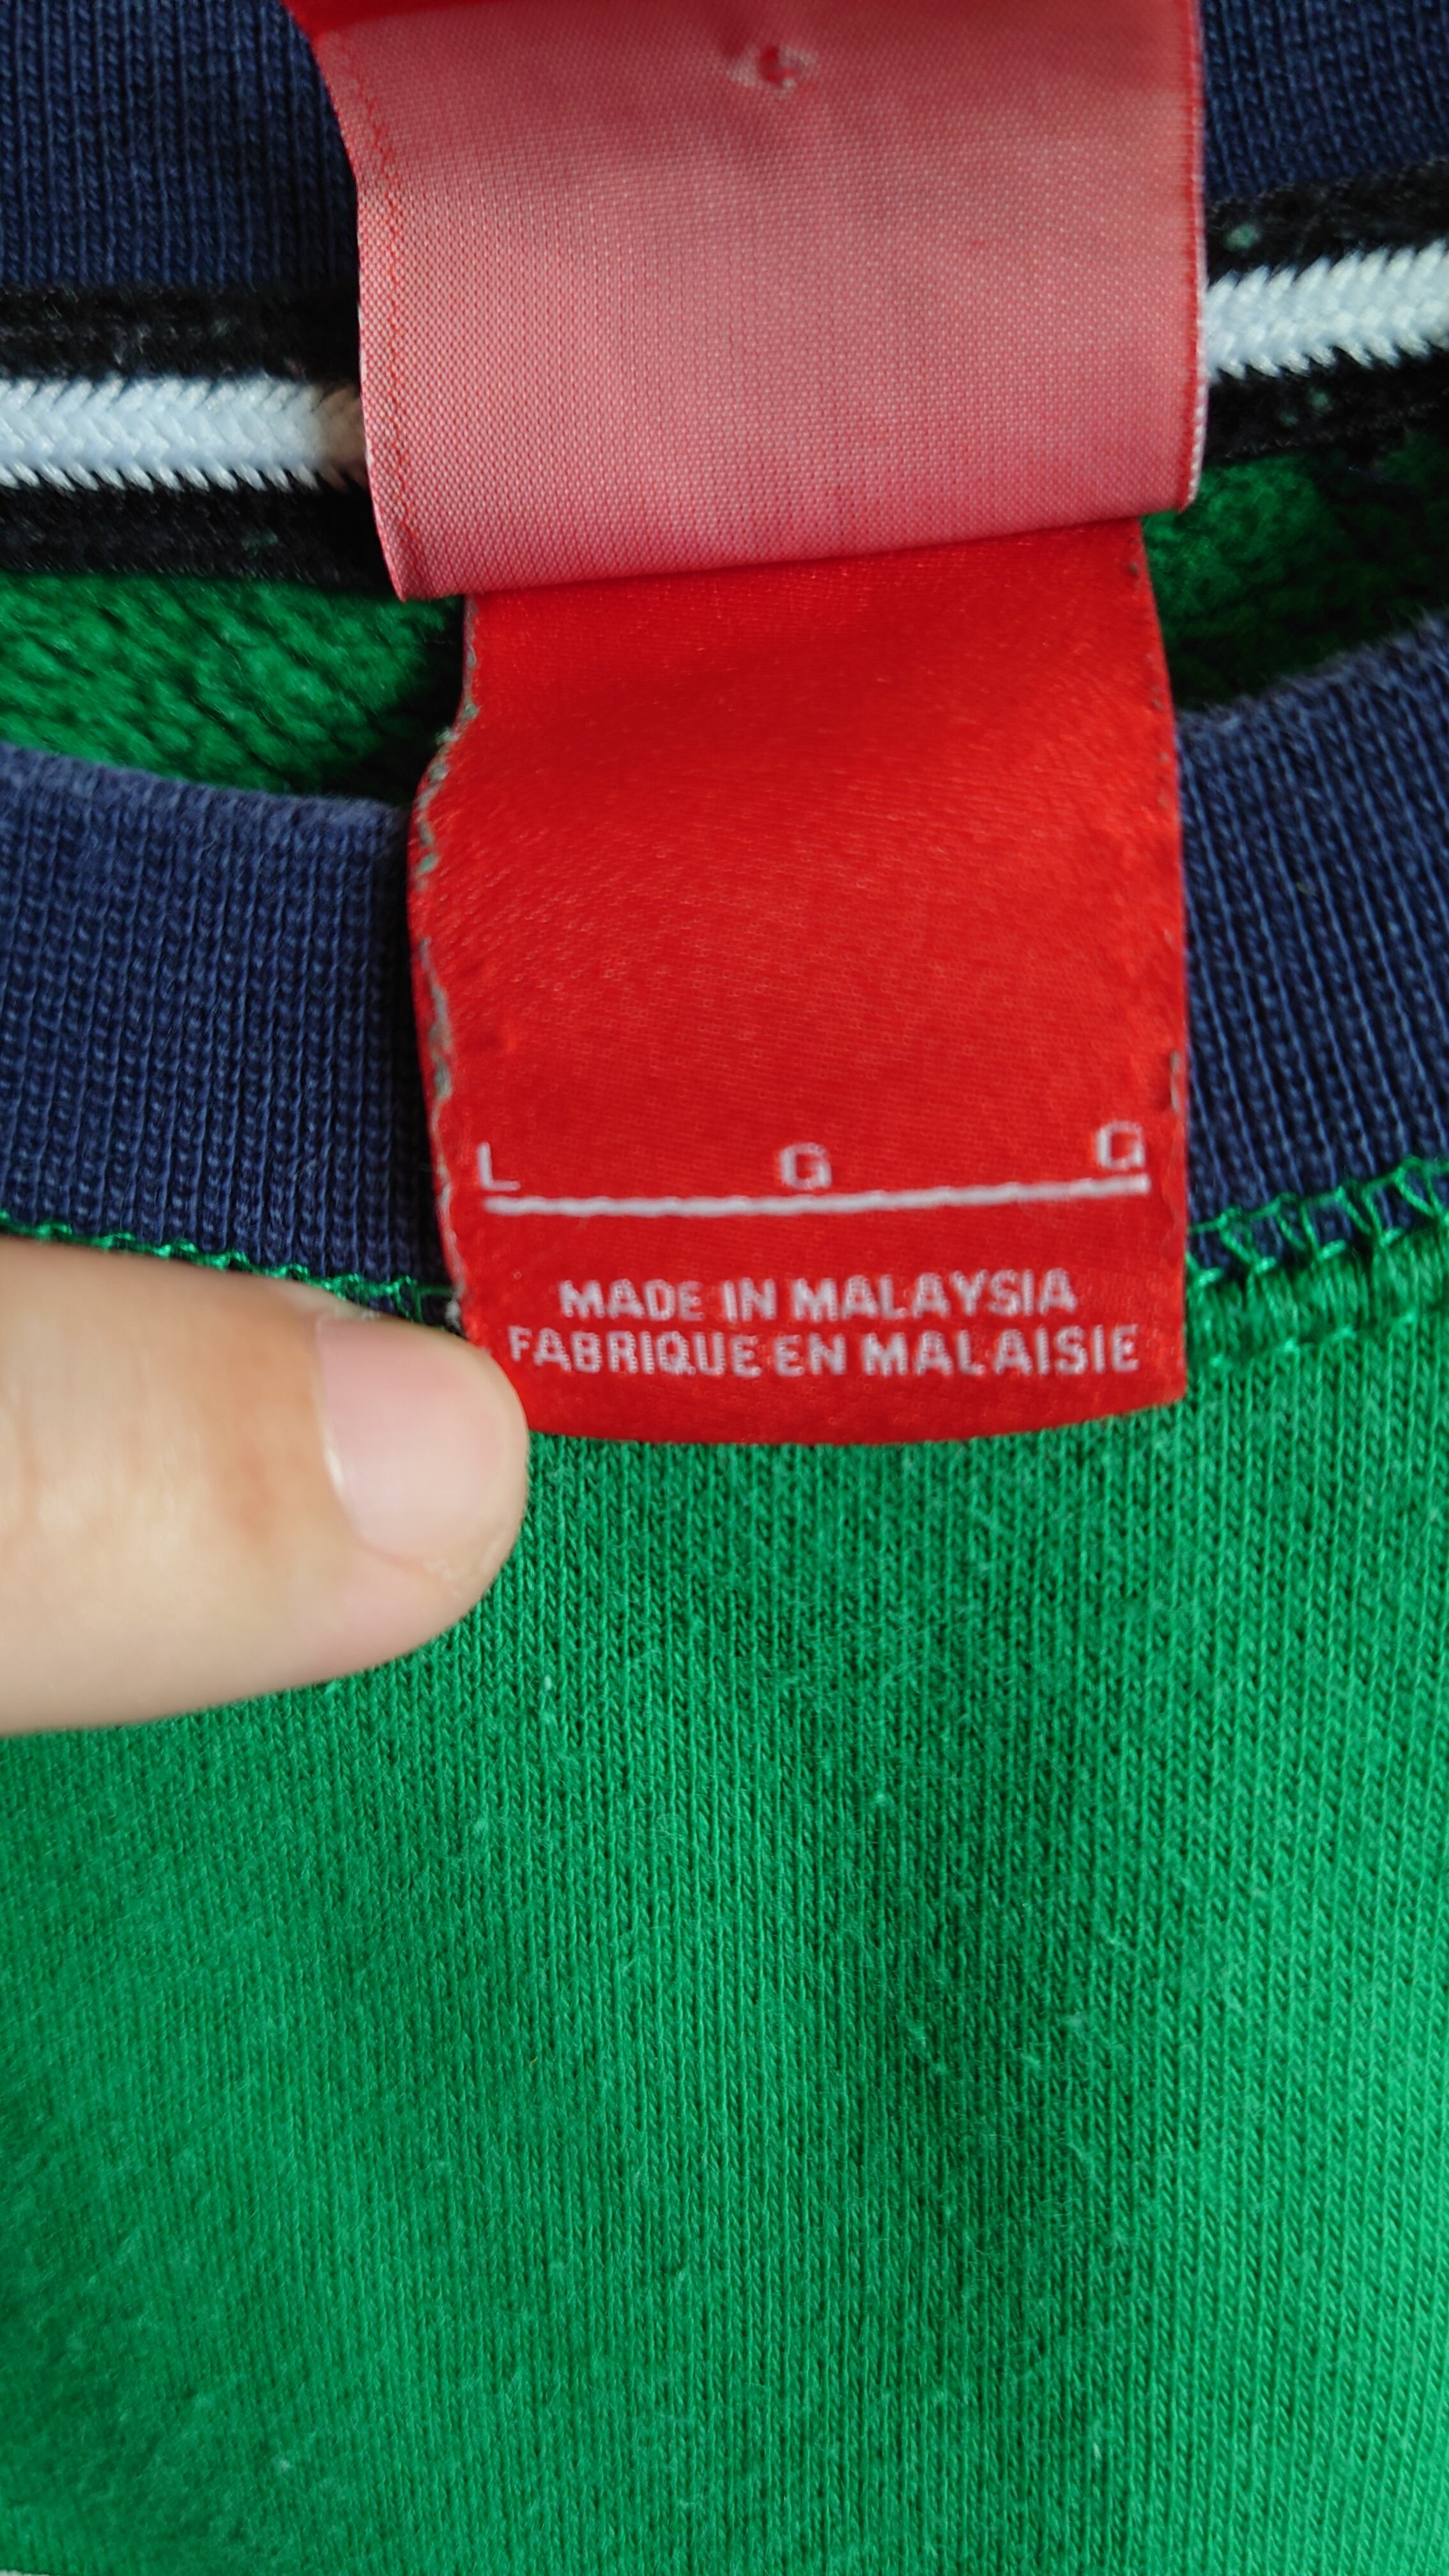 L G G
MADE IN MALAYSIA
FABRIQUE EN MALAISIE